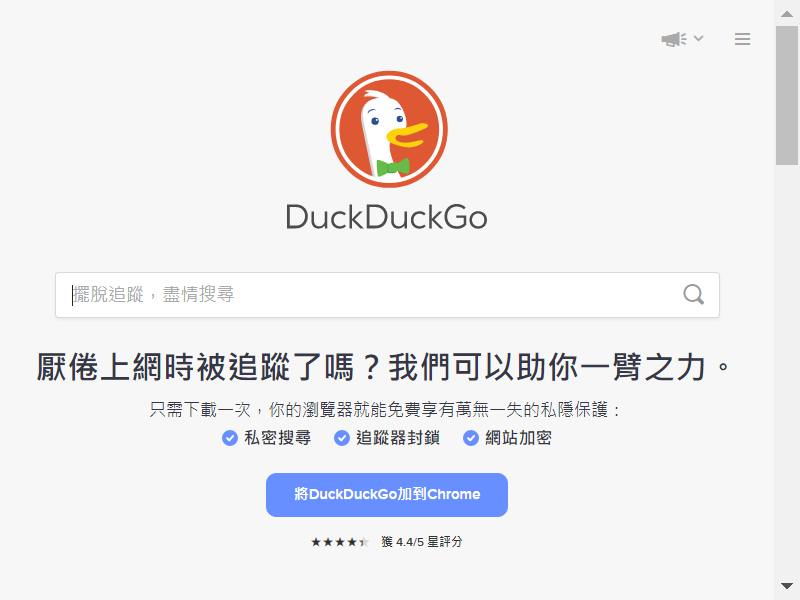 DuckDuckGo
擺脫追蹤，盡情搜尋
厭倦上網時被追蹤了嗎？我們可以助你一臂之力。
只需下載一次，你的瀏覽器就能免費享有萬無一失的私隱保護：
私密搜尋 追蹤器封鎖 網站加密
將DuckDuckGo加到Chrome
★★★★⯨ 獲 4.4/5 星評分